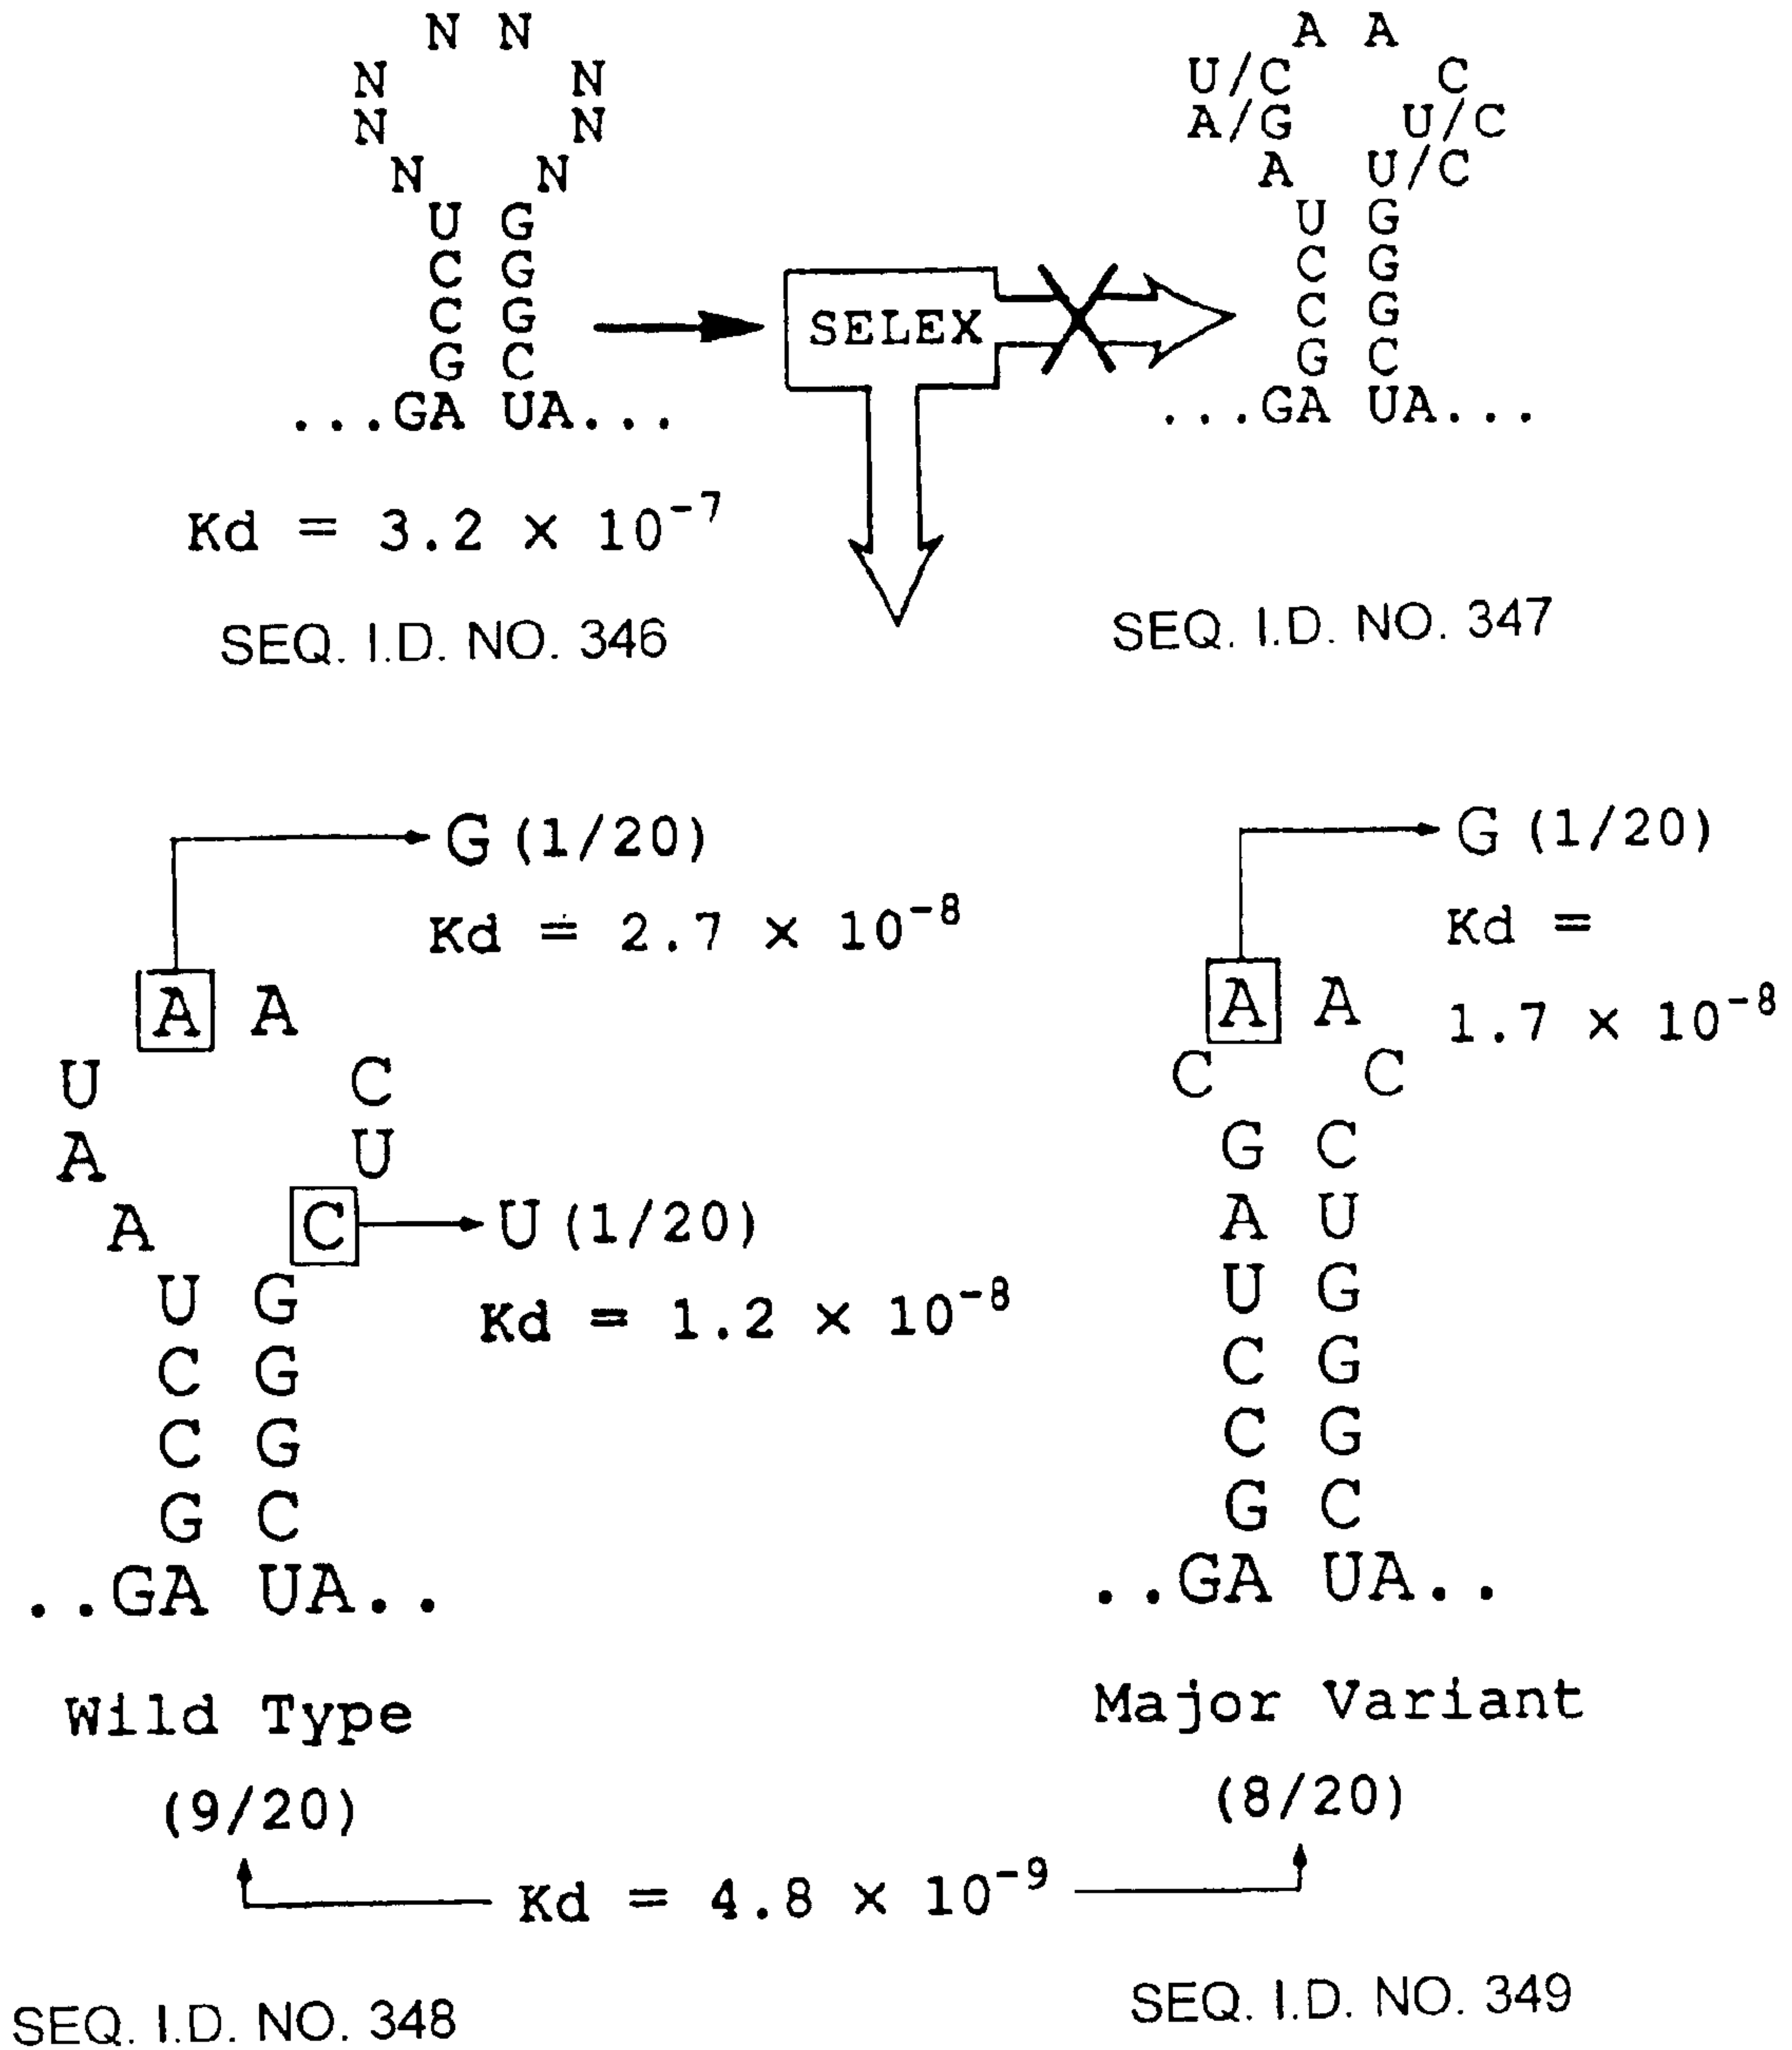 N N
A A
N N
U/C C
N N
A/G U/C
N N
A U/C
U G
U G
C G
C G
C G
SELEX
C G
G C
G C
...GA UA...
...GA UA...
Kd = 3.2 × 10⁻⁷
SEQ. I.D. NO. 346
SEQ. I.D. NO. 347
G (1/20)
Kd = 2.7 × 10⁻⁸
A A
U C
A U
A C
U (1/20)
Kd = 1.2 × 10⁻⁸
U G
C G
C G
G C
..GA UA..
Wild Type
(9/20)
G (1/20)
Kd =
1.7 × 10⁻⁸
A A
C C
G C
A U
U G
C G
C G
G C
..GA UA..
Major Variant
(8/20)
Kd = 4.8 × 10⁻⁹
SEQ. I.D. NO. 348
SEQ. I.D. NO. 349